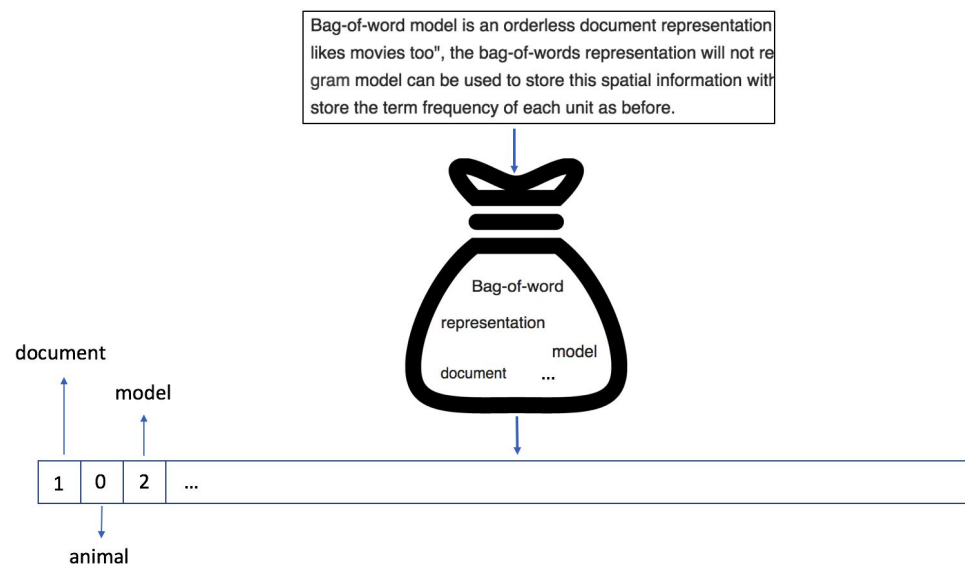 Bag-of-word model is an orderless document representation
likes movies too", the bag-of-words representation will not re
gram model can be used to store this spatial information with
store the term frequency of each unit as before.
Bag-of-word
representation
model
document ...
document
model
1 0 2 ...
animal